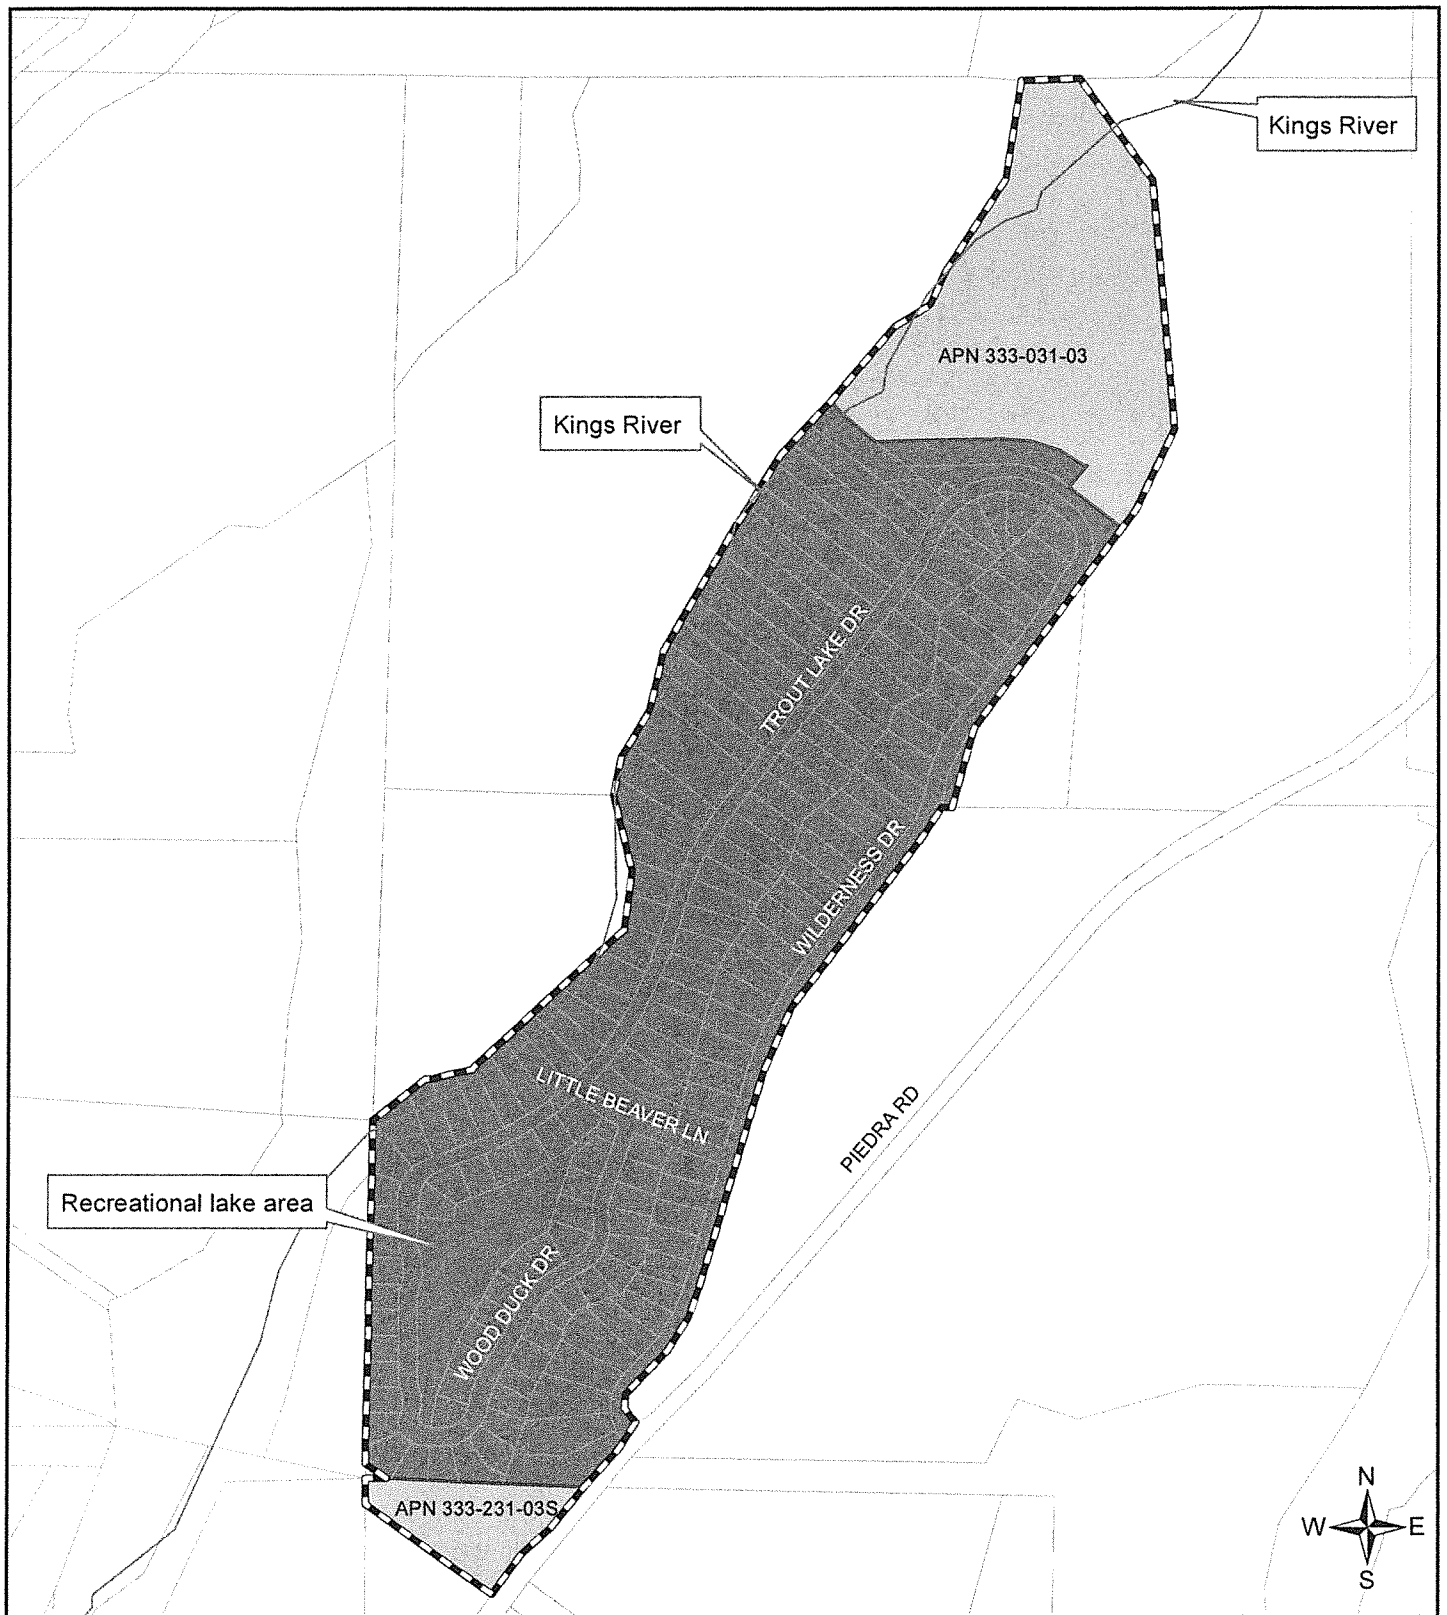 Kings River
APN 333-031-03
Kings River
TROUT LAKE DR
WILDERNESS DR
LITTLE BEAVER LN
PIEDRA RD
Recreational lake area
WOOD DUCK DR
APN 333-231-03S
N
W E
S